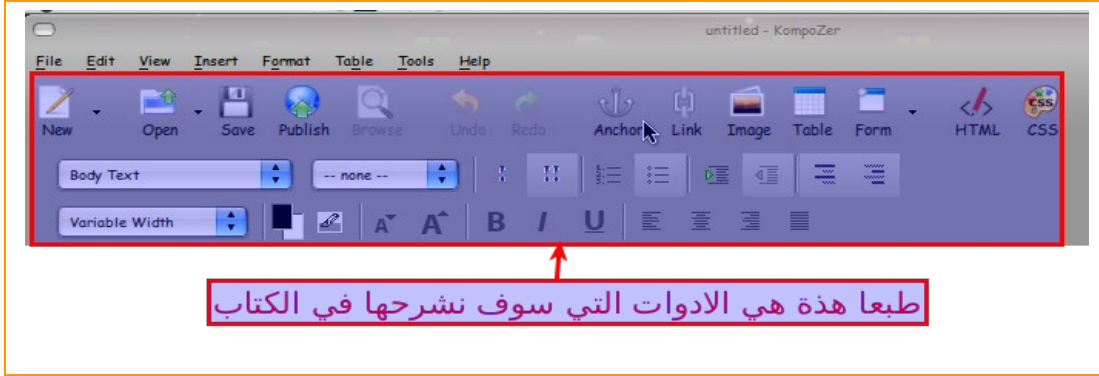 untitled - KompoZer
File Edit View Insert Format Table Tools Help
New Open Save Publish Browse Undo Redo Anchor Link Image Table Form HTML CSS
Body Text -- none --
Variable Width A A B I U
طبعا هذة هي الادوات التي سوف نشرحها في الكتاب